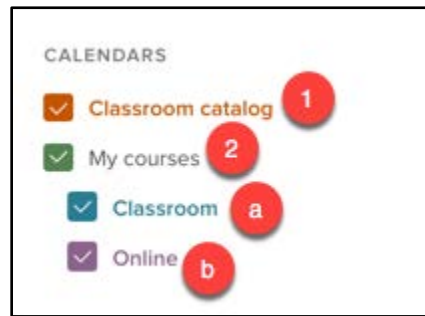 CALENDARS
Classroom catalog 1
My courses 2
Classroom a
Online b